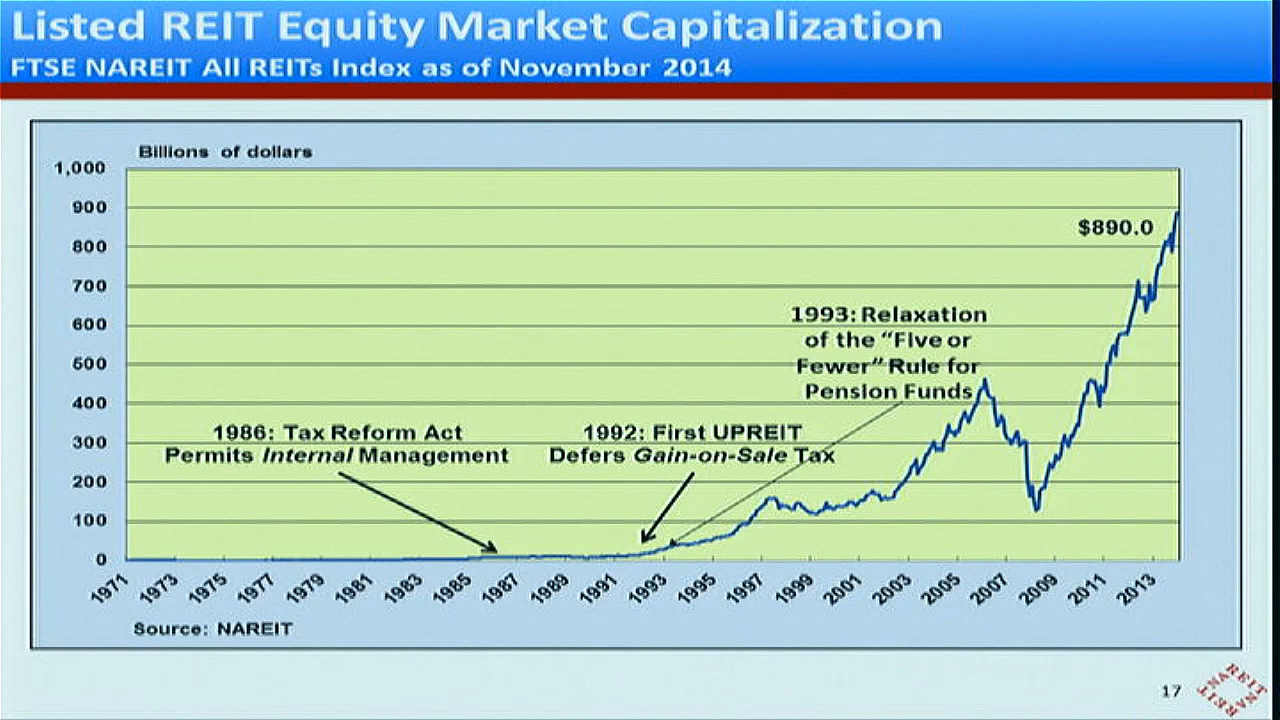 Listed REIT Equity Market Capitalization
FTSE NAREIT All REITs Index as of November 2014
Billions of dollars
1,000
900
800
700
600
500
400
300
200
100
0
$890.0
1993: Relaxation
of the “Five or
Fewer” Rule for
Pension Funds
1986: Tax Reform Act
Permits Internal Management
1992: First UPREIT
Defers Gain-on-Sale Tax
1971
1973
1975
1977
1979
1981
1983
1985
1987
1989
1991
1993
1995
1997
1999
2001
2003
2005
2007
2009
2011
2013
Source: NAREIT
17
NAREIT
NAREIT